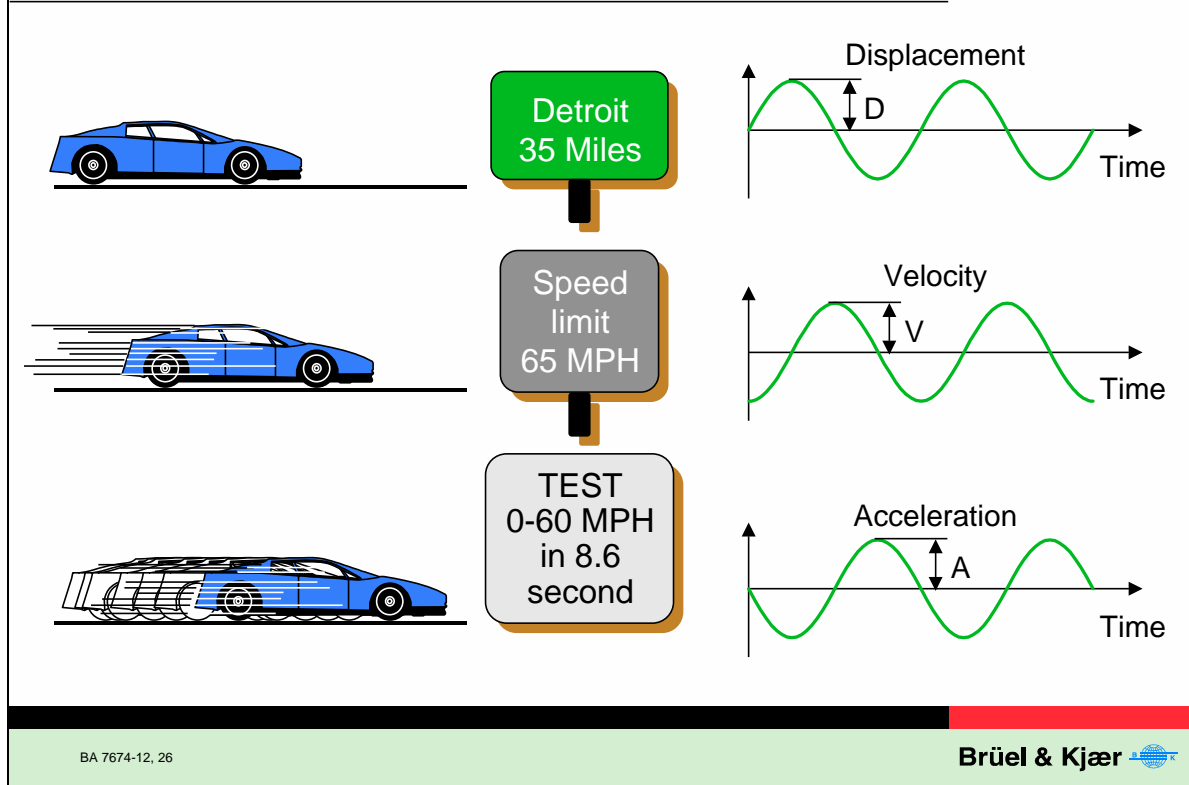 Detroit
35 Miles
Displacement
D
Time
Speed
limit
65 MPH
Velocity
V
Time
TEST
0-60 MPH
in 8.6
second
Acceleration
A
Time
BA 7674-12, 26
Brüel & Kjær
B K